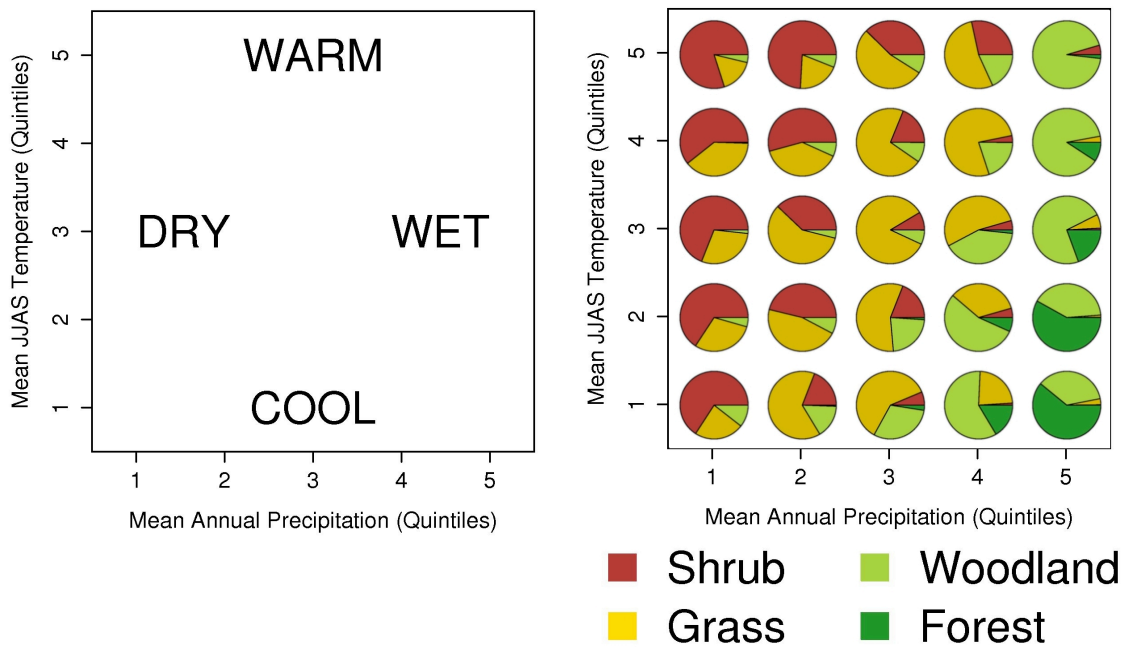 Mean JJAS Temperature (Quintiles)
5
4
3
2
1
WARM
DRY
WET
COOL
1 2 3 4 5
Mean Annual Precipitation (Quintiles)
Mean JJAS Temperature (Quintiles)
5
4
3
2
1
1 2 3 4 5
Mean Annual Precipitation (Quintiles)
Shrub
Woodland
Grass
Forest